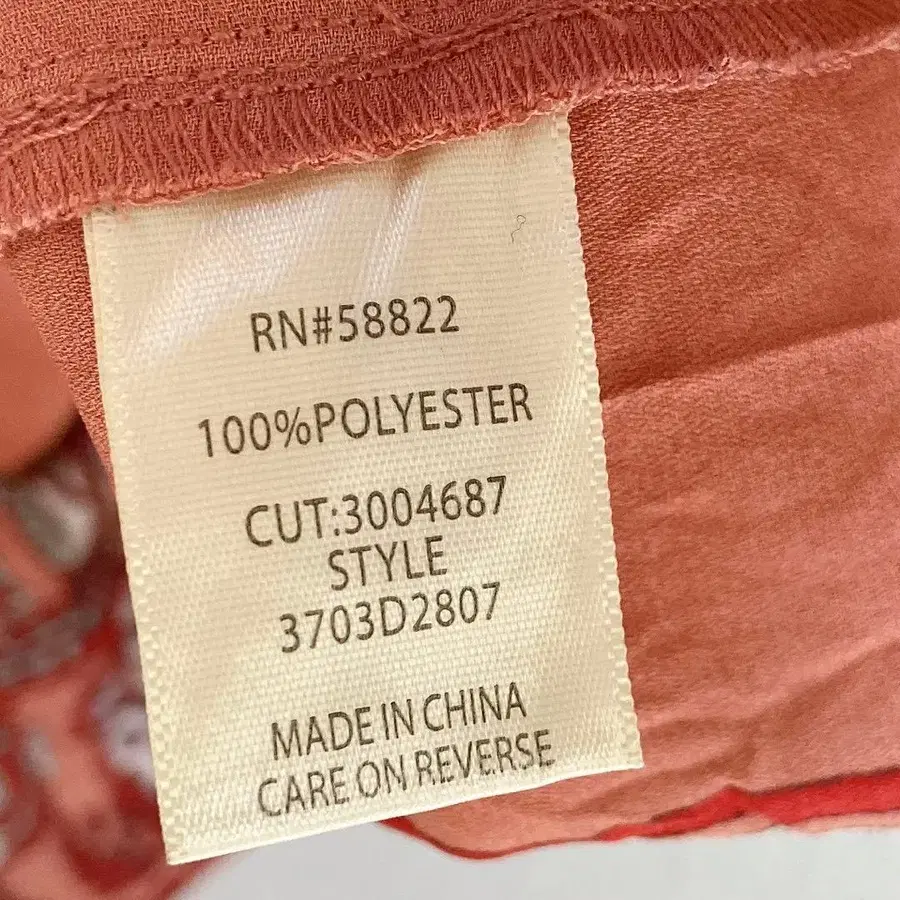 RN#58822
100%POLYESTER
CUT:3004687
STYLE
3703D2807
MADE IN CHINA
CARE ON REVERSE